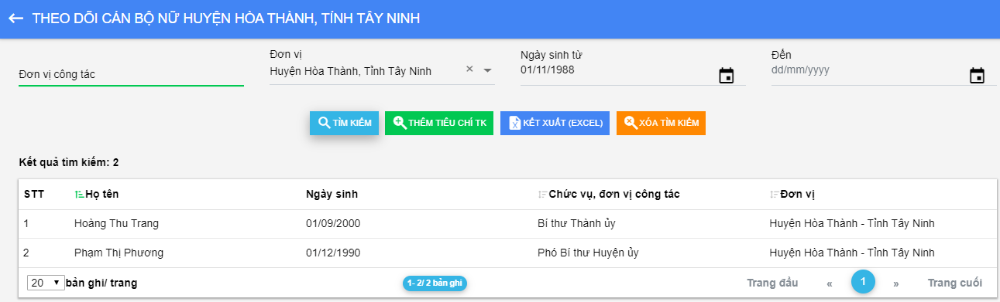 THEO DÕI CÁN BỘ NỮ HUYỆN HÒA THÀNH, TỈNH TÂY NINH
Đơn vị công tác
Đơn vị
Huyện Hòa Thành, Tỉnh Tây Ninh
Ngày sinh từ
01/11/1988
Đến
dd/mm/yyyy
TÌM KIẾM THÊM TIÊU CHÍ TK KẾT XUẤT (EXCEL) XÓA TÌM KIẾM
Kết quả tìm kiếm: 2
STT Họ tên Ngày sinh Chức vụ, đơn vị công tác Đơn vị
1 Hoàng Thu Trang 01/09/2000 Bí thư Thành ủy Huyện Hòa Thành - Tỉnh Tây Ninh
2 Phạm Thị Phương 01/12/1990 Phó Bí thư Huyện ủy Huyện Hòa Thành - Tỉnh Tây Ninh
20 bản ghi/ trang 1- 2/ 2 bản ghi Trang đầu « 1 » Trang cuối